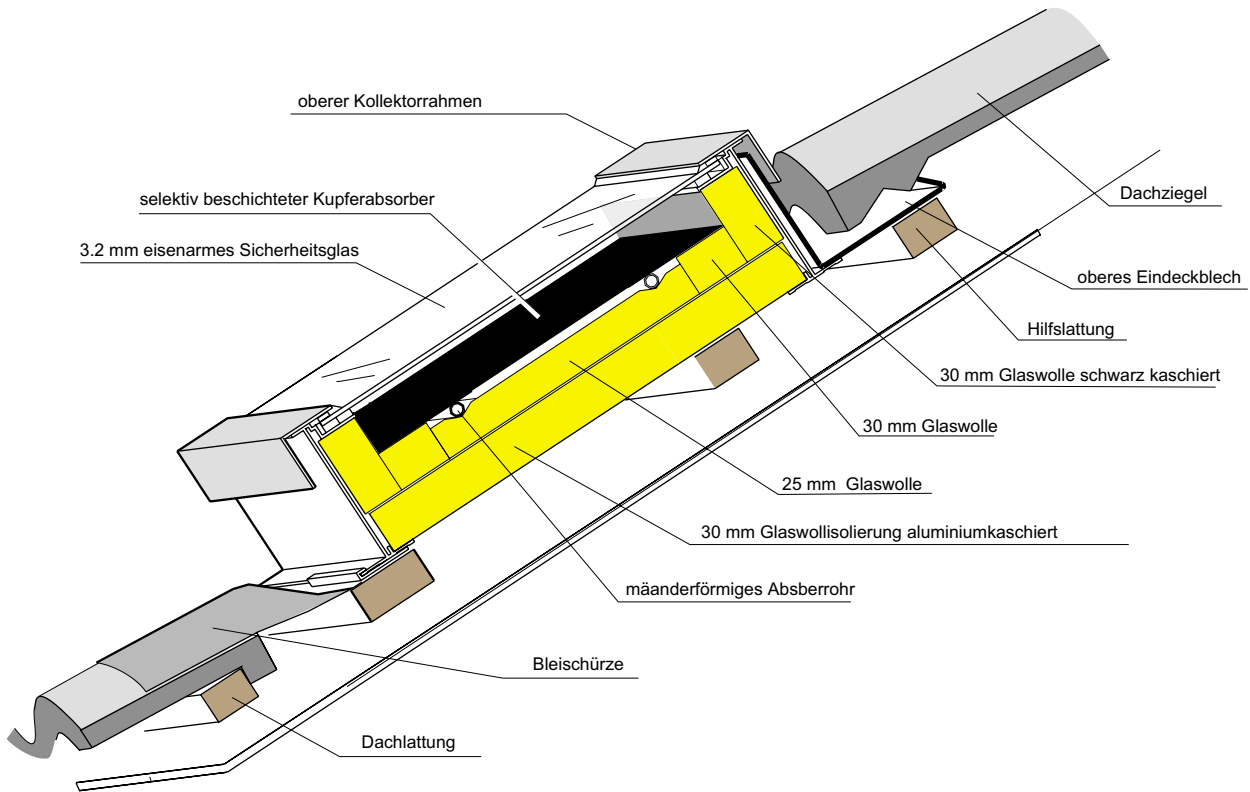 oberer Kollektorrahmen
selektiv beschichteter Kupferabsorber
Dachziegel
3.2 mm eisenarmes Sicherheitsglas
oberes Eindeckblech
Hilfslattung
30 mm Glaswolle schwarz kaschiert
30 mm Glaswolle
25 mm Glaswolle
30 mm Glaswollisolierung aluminiumkaschiert
mäanderförmiges Absberrohr
Bleischürze
Dachlattung